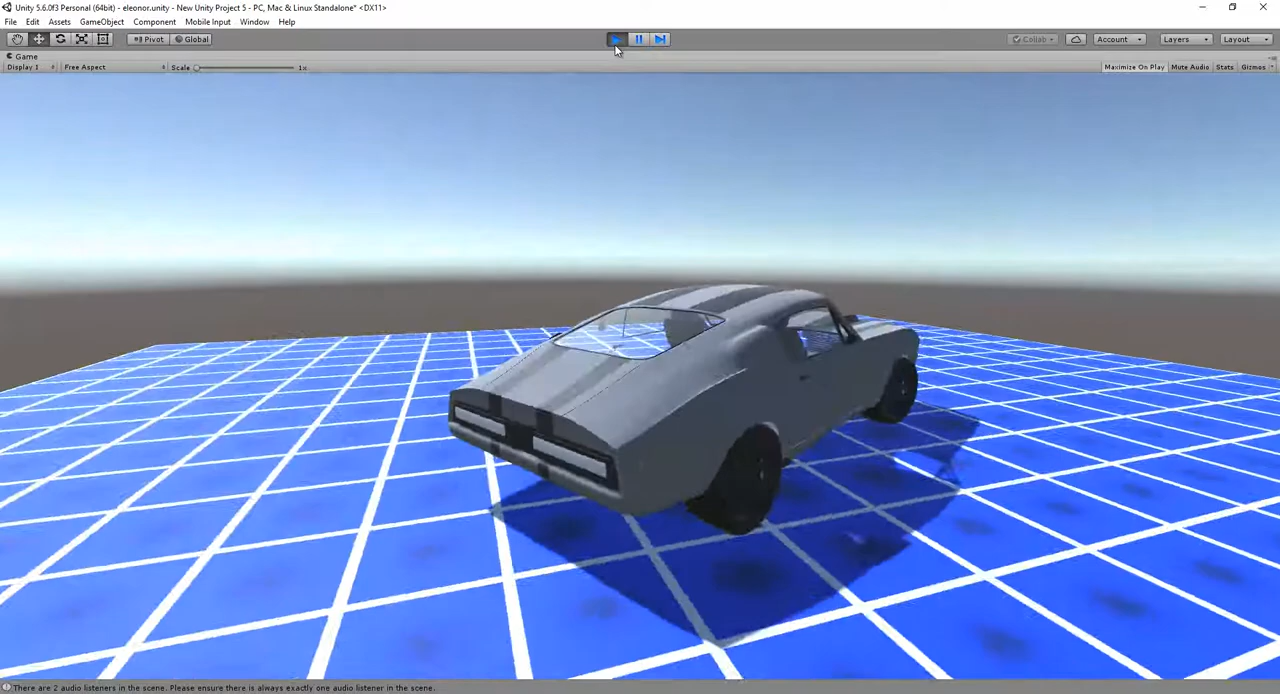 Unity 5.6.0f3 Personal (64bit) - eleonor.unity - New Unity Project 5 - PC, Mac & Linux Standalone* <DX11>
File Edit Assets GameObject Component Mobile Input Window Help
Pivot Global Collab Account Layers Layout
Game
Display 1 Free Aspect Scale 1x Maximize On Play Mute Audio Stats Gizmos
There are 2 audio listeners in the scene. Please ensure there is always exactly one audio listener in the scene.